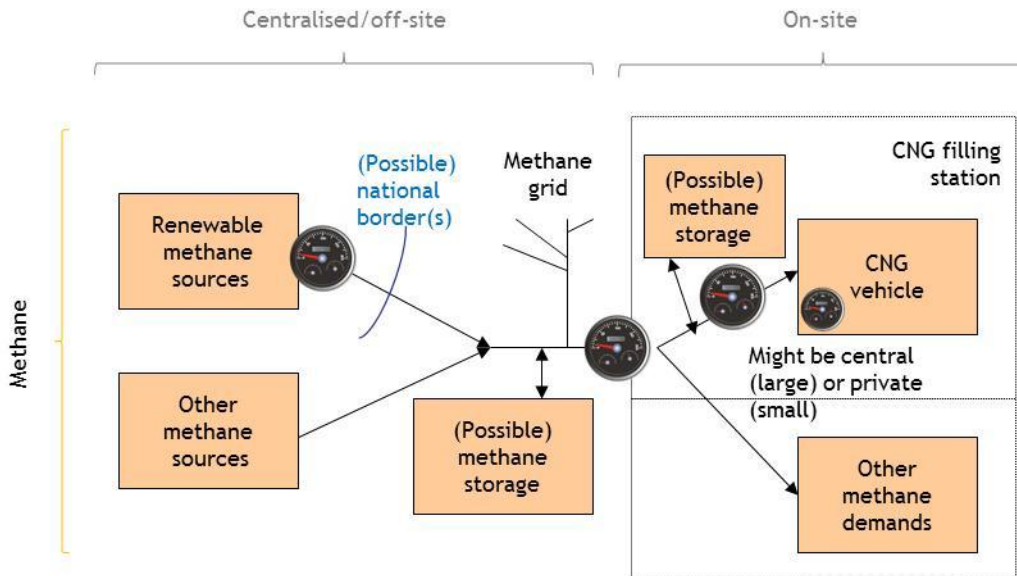 Centralised/off-site
On-site
Methane
Renewable
methane
sources
(Possible)
national
border(s)
Methane
grid
Other
methane
sources
(Possible)
methane
storage
(Possible)
methane
storage
CNG filling
station
CNG
vehicle
Might be central
(large) or private
(small)
Other
methane
demands